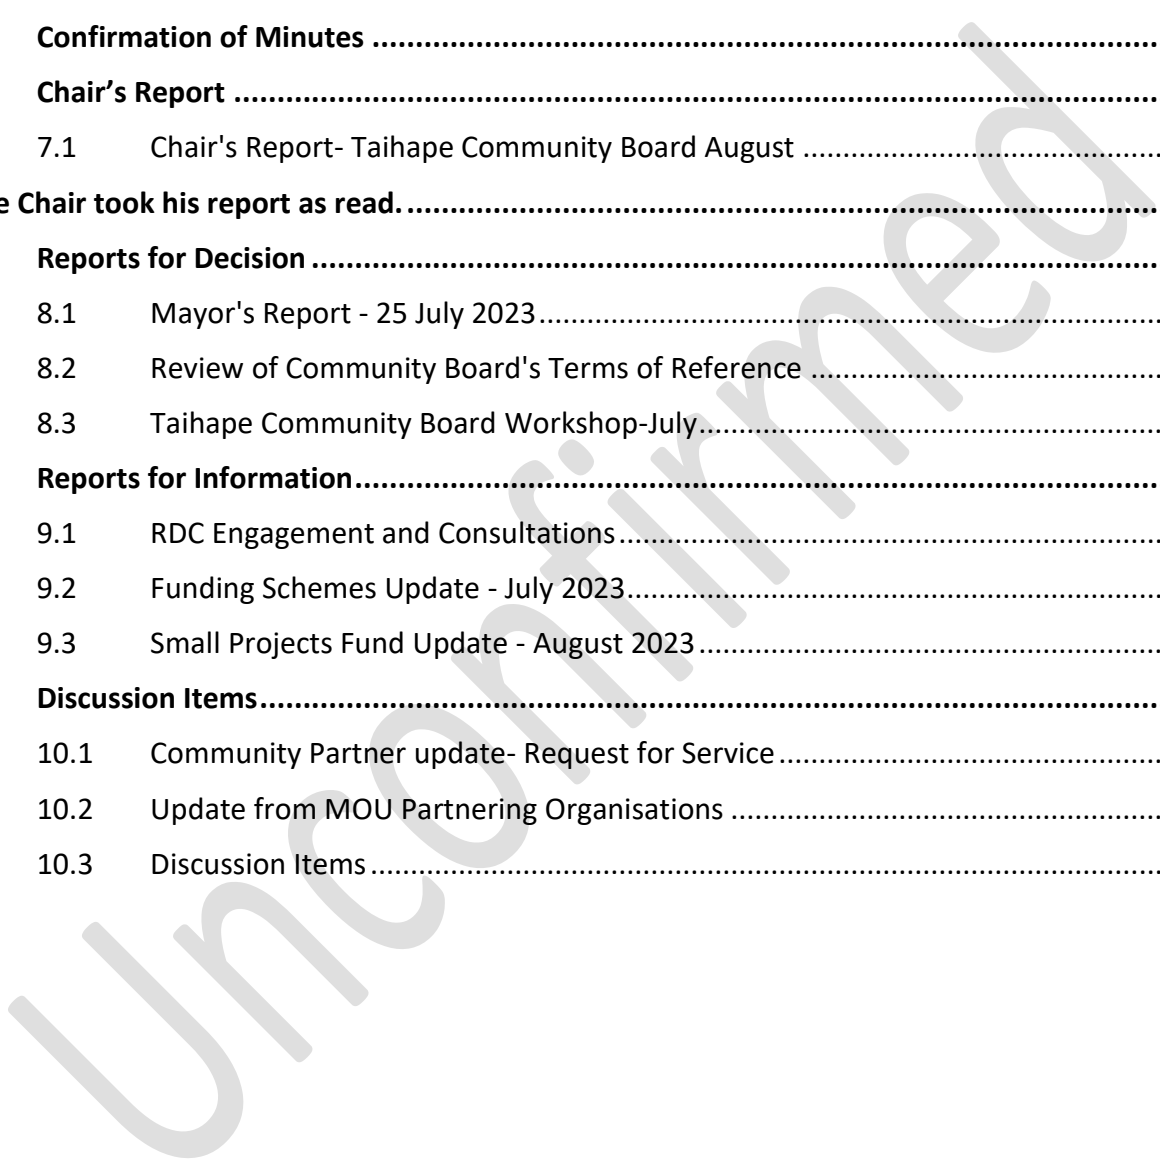 Confirmation of Minutes ................................................................................
Chair’s Report ................................................................................
7.1 Chair's Report- Taihape Community Board August ................................................................................
e Chair took his report as read. ................................................................................
Reports for Decision ................................................................................
8.1 Mayor's Report - 25 July 2023 ................................................................................
8.2 Review of Community Board's Terms of Reference ................................................................................
8.3 Taihape Community Board Workshop-July ................................................................................
Reports for Information ................................................................................
9.1 RDC Engagement and Consultations ................................................................................
9.2 Funding Schemes Update - July 2023 ................................................................................
9.3 Small Projects Fund Update - August 2023 ................................................................................
Discussion Items ................................................................................
10.1 Community Partner update- Request for Service ................................................................................
10.2 Update from MOU Partnering Organisations ................................................................................
10.3 Discussion Items ................................................................................
Unconfirmed